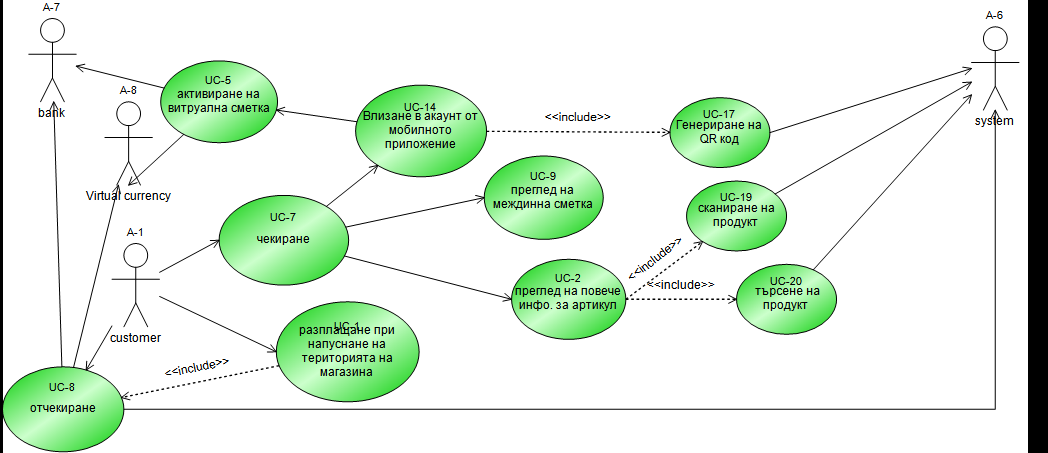 A-7
bank
A-8
Virtual currency
A-1
customer
A-6
system
UC-5
активиране на
витруална сметка
UC-14
Влизане в акаунт от
мобилното
приложение
<<include>>
UC-17
Генериране на
QR код
UC-9
преглед на
междинна сметка
UC-7
чекиране
UC-19
сканиране на
продукт
<<include>>
<<include>>
UC-2
преглед на повече
инфо. за артикул
UC-20
търсене на
продукт
UC-1
разплащане при
напуснане на
територията на
магазина
<<include>>
UC-8
отчекиране